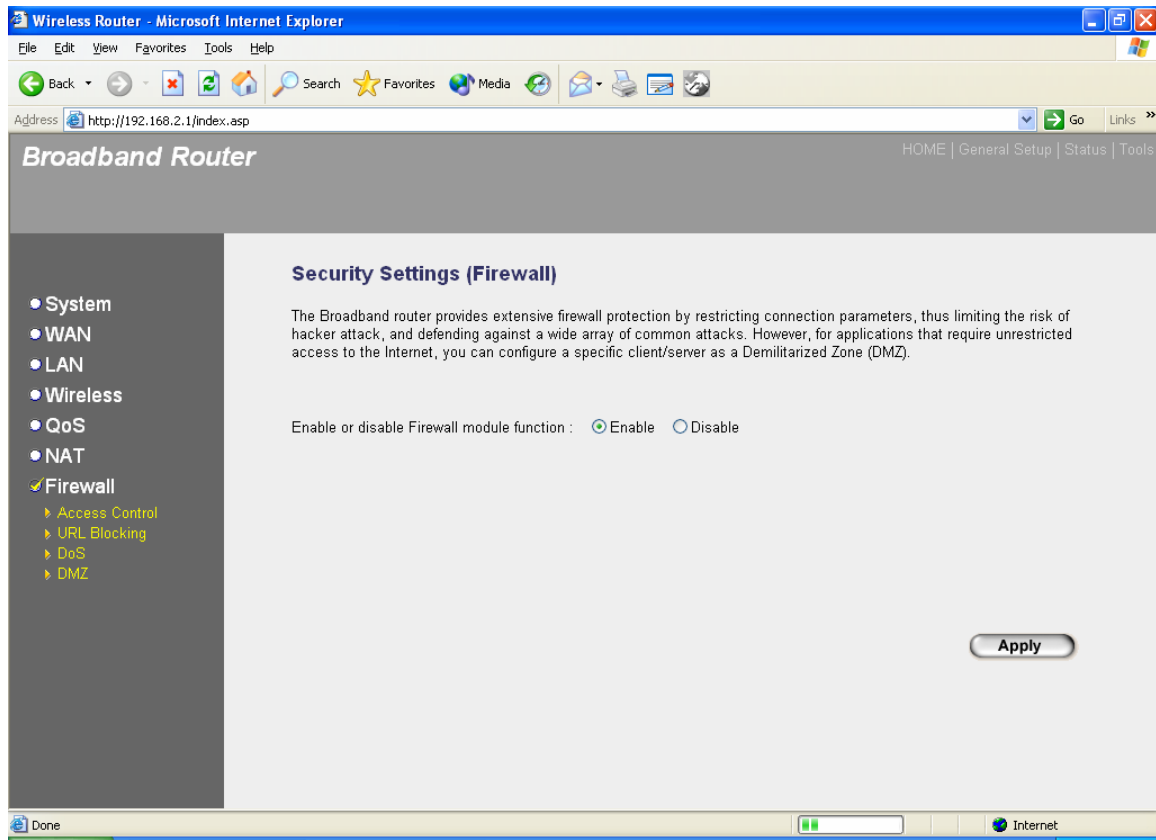 Wireless Router - Microsoft Internet Explorer
File Edit View Favorites Tools Help
Back Search Favorites Media
Address http://192.168.2.1/index.asp Go Links »
Broadband Router
HOME | General Setup | Status | Tools
System
WAN
LAN
Wireless
QoS
NAT
Firewall
Access Control
URL Blocking
DoS
DMZ
Security Settings (Firewall)
The Broadband router provides extensive firewall protection by restricting connection parameters, thus limiting the risk of
hacker attack, and defending against a wide array of common attacks. However, for applications that require unrestricted
access to the Internet, you can configure a specific client/server as a Demilitarized Zone (DMZ).
Enable or disable Firewall module function : Enable Disable
Apply
Done Internet